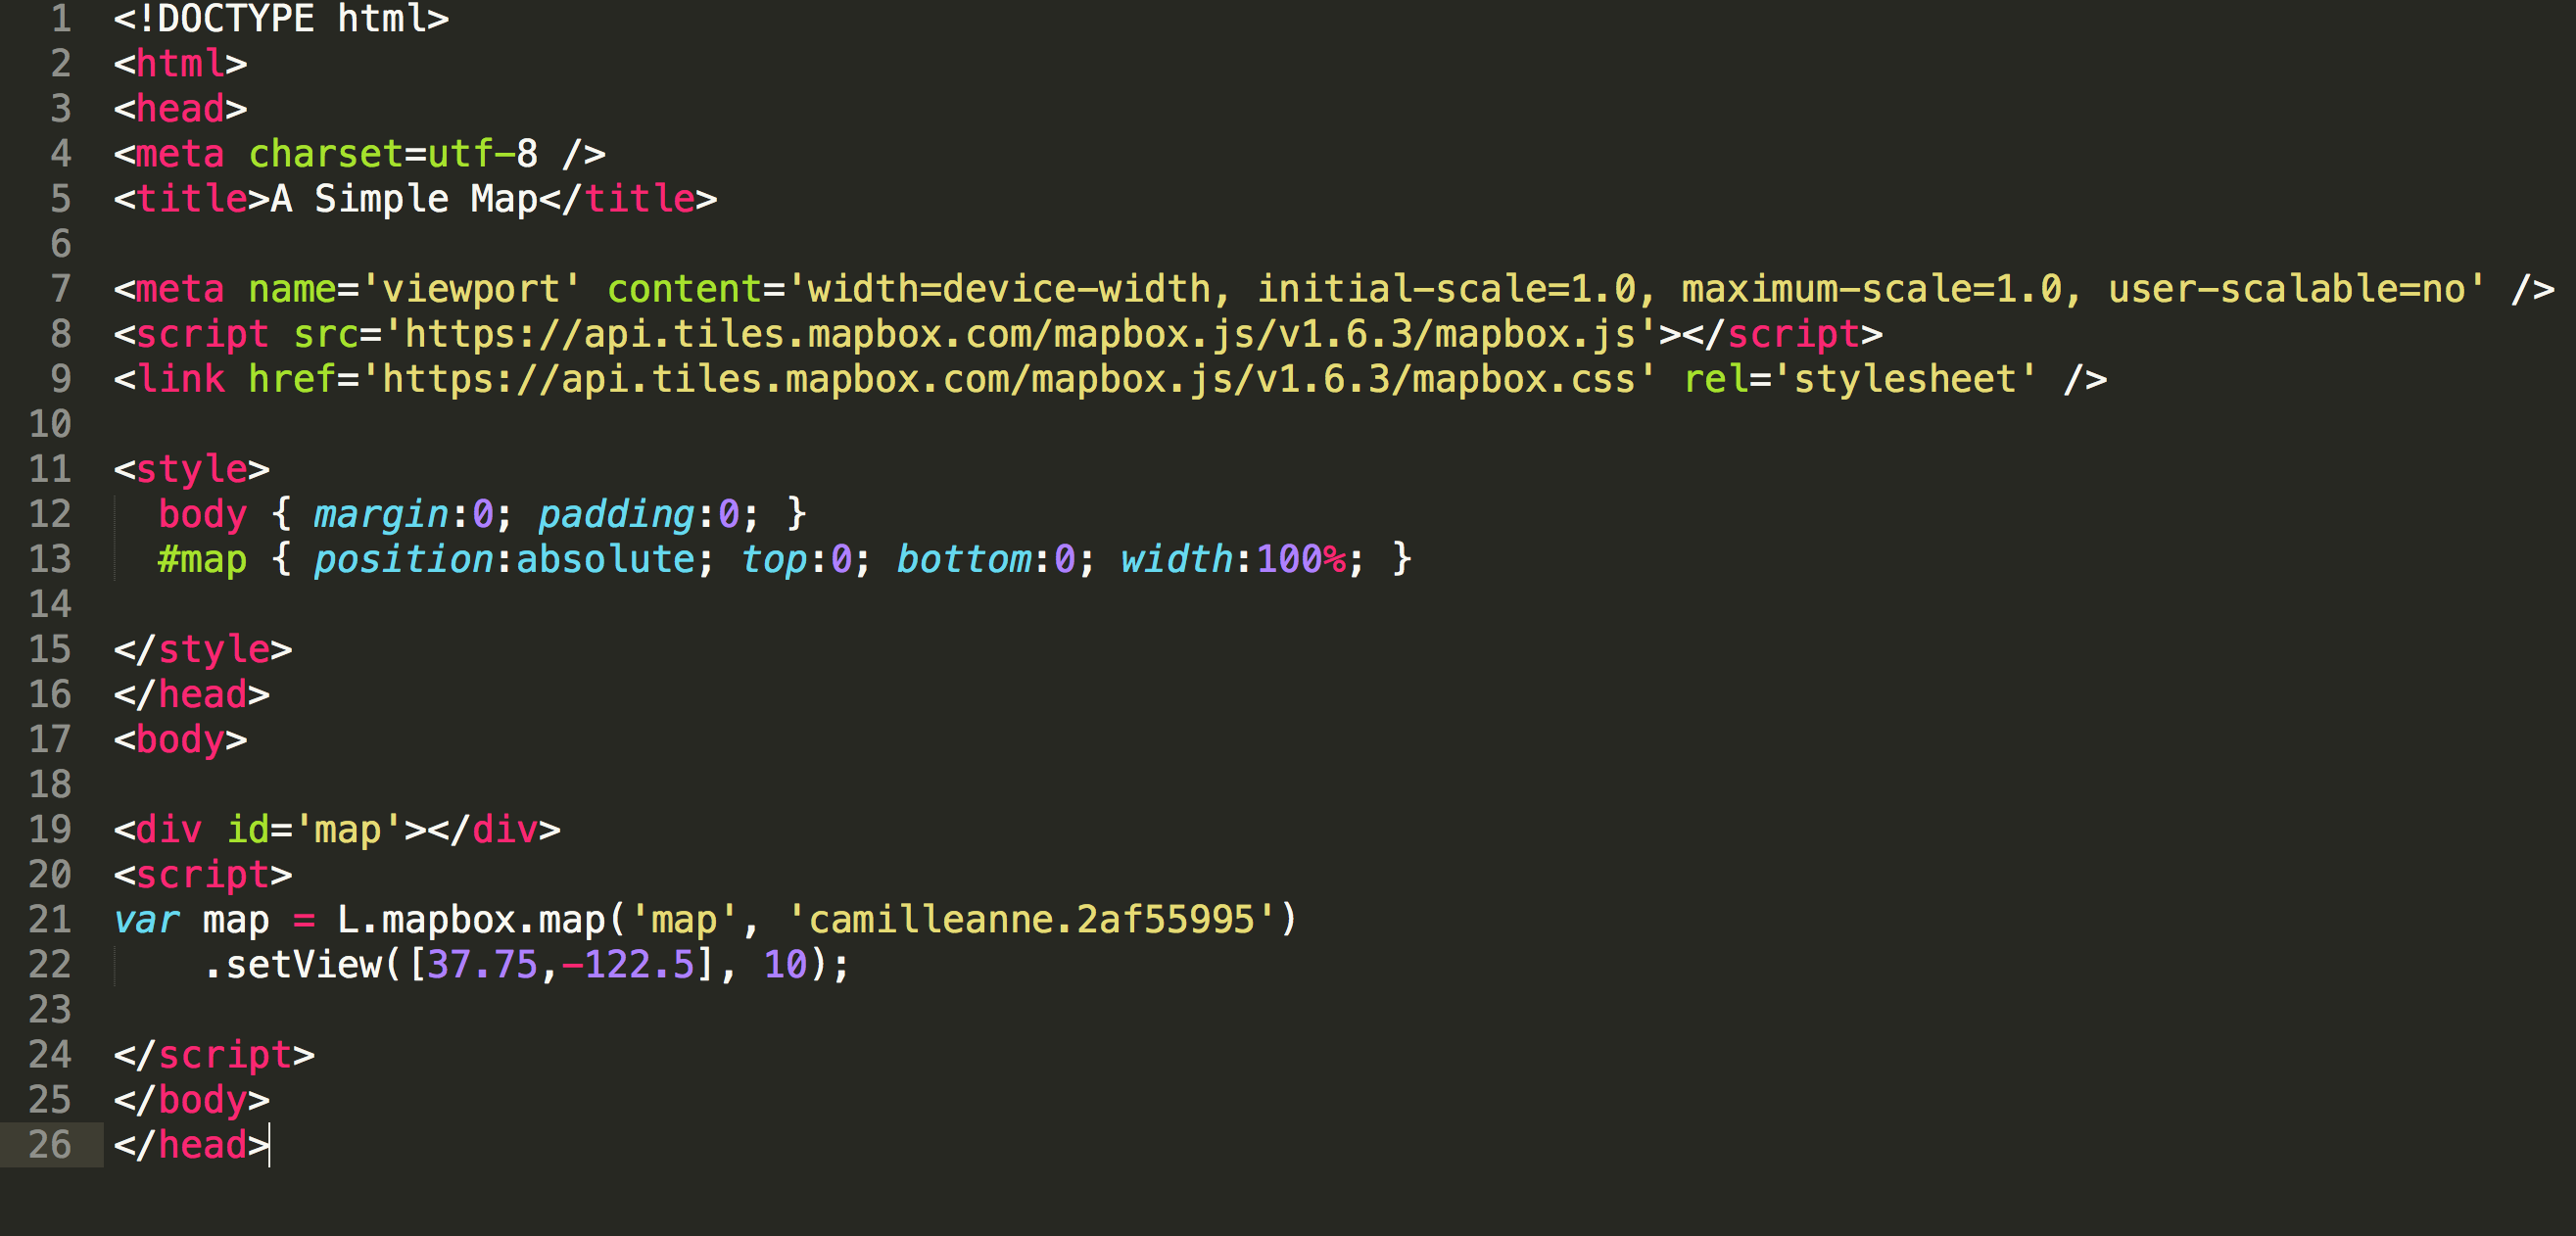 1 <!DOCTYPE html>
2 <html>
3 <head>
4 <meta charset=utf-8 />
5 <title>A Simple Map</title>
6
7 <meta name='viewport' content='width=device-width, initial-scale=1.0, maximum-scale=1.0, user-scalable=no' />
8 <script src='https://api.tiles.mapbox.com/mapbox.js/v1.6.3/mapbox.js'></script>
9 <link href='https://api.tiles.mapbox.com/mapbox.js/v1.6.3/mapbox.css' rel='stylesheet' />
10
11 <style>
12   body { margin:0; padding:0; }
13   #map { position:absolute; top:0; bottom:0; width:100%; }
14
15 </style>
16 </head>
17 <body>
18
19 <div id='map'></div>
20 <script>
21 var map = L.mapbox.map('map', 'camilleanne.2af55995')
22     .setView([37.75,-122.5], 10);
23
24 </script>
25 </body>
26 </head>